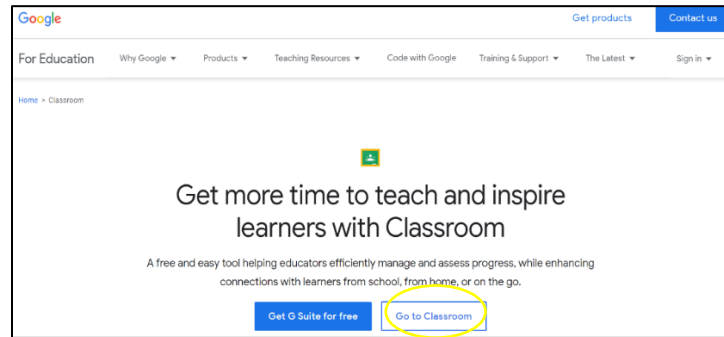 Google
Get products
Contact us
For Education
Why Google
Products
Teaching Resources
Code with Google
Training & Support
The Latest
Sign in
Home > Classroom
Get more time to teach and inspire
learners with Classroom
A free and easy tool helping educators efficiently manage and assess progress, while enhancing
connections with learners from school, from home, or on the go.
Get G Suite for free
Go to Classroom